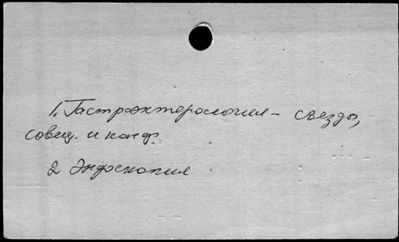 1. Гастроэнтерология – съезды,
совещ. и конф.
2 Эндоскопия